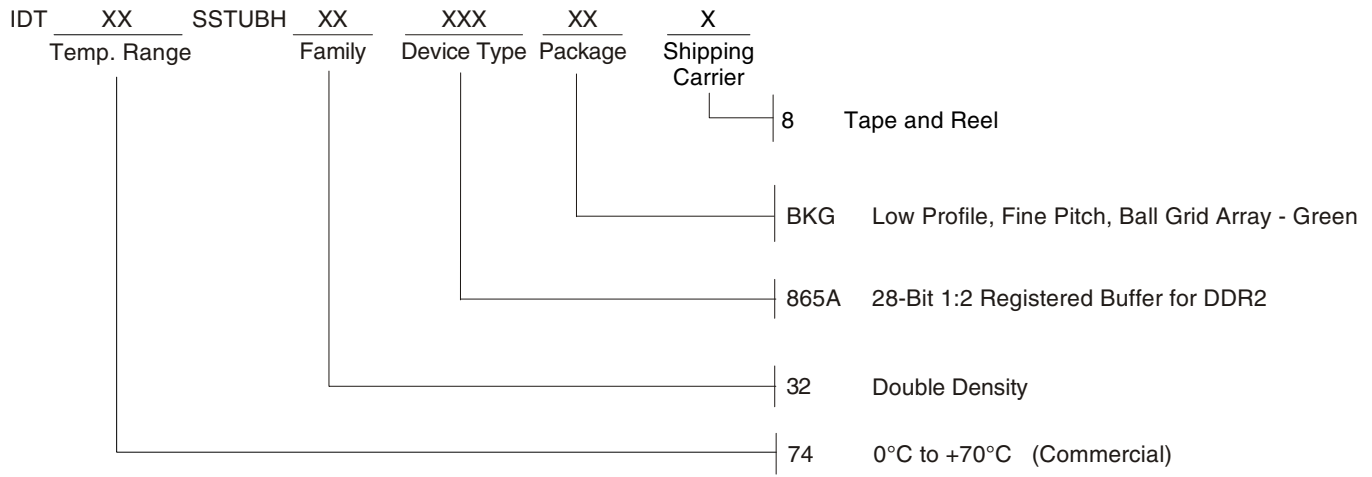 IDT XX SSTUBH XX XXX XX X
Temp. Range Family Device Type Package Shipping
Carrier
8 Tape and Reel
BKG Low Profile, Fine Pitch, Ball Grid Array - Green
865A 28-Bit 1:2 Registered Buffer for DDR2
32 Double Density
74 0°C to +70°C (Commercial)